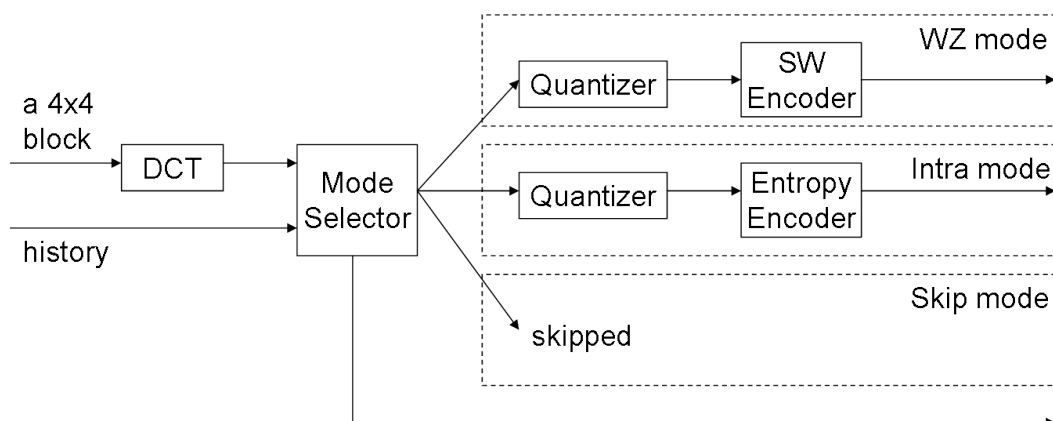 WZ mode
Quantizer
SW
Encoder
a 4x4
block
DCT
Mode
Selector
history
Intra mode
Quantizer
Entropy
Encoder
Skip mode
skipped